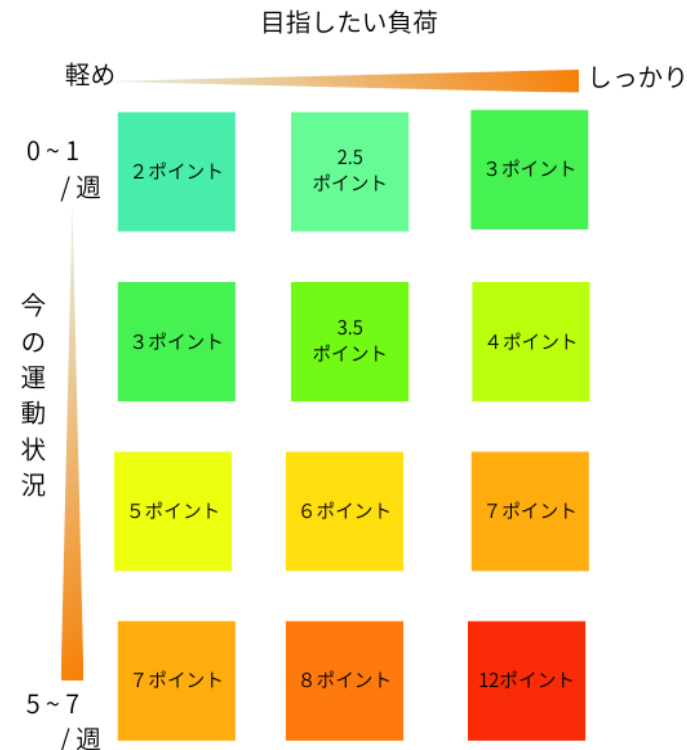 目指したい負荷
軽め
しっかり
0~1
/週
2ポイント
2.5
ポイント
3ポイント
今の運動状況
3ポイント
3.5
ポイント
4ポイント
5ポイント
6ポイント
7ポイント
7ポイント
8ポイント
12ポイント
5~7
/週